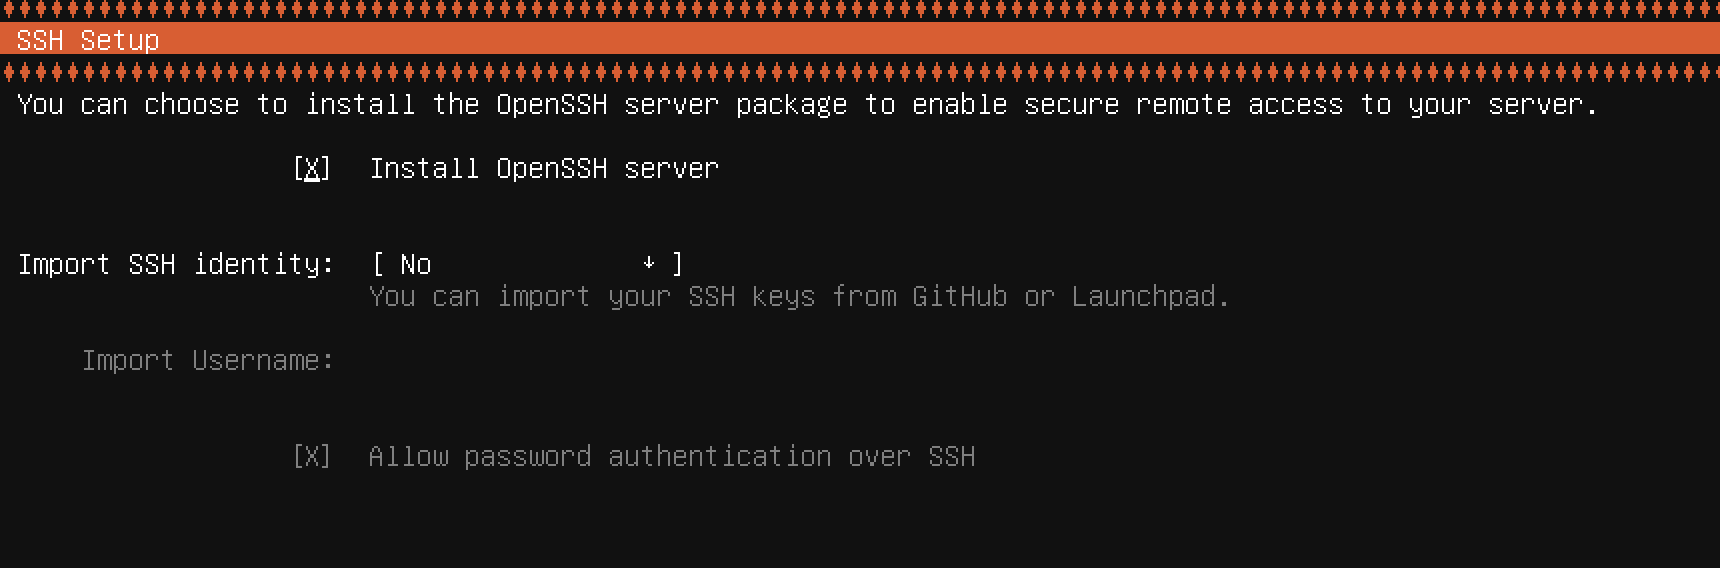 SSH Setup
You can choose to install the OpenSSH server package to enable secure remote access to your server.
[X] Install OpenSSH server
Import SSH identity: [ No ↓ ]
You can import your SSH keys from GitHub or Launchpad.
Import Username:
[X] Allow password authentication over SSH